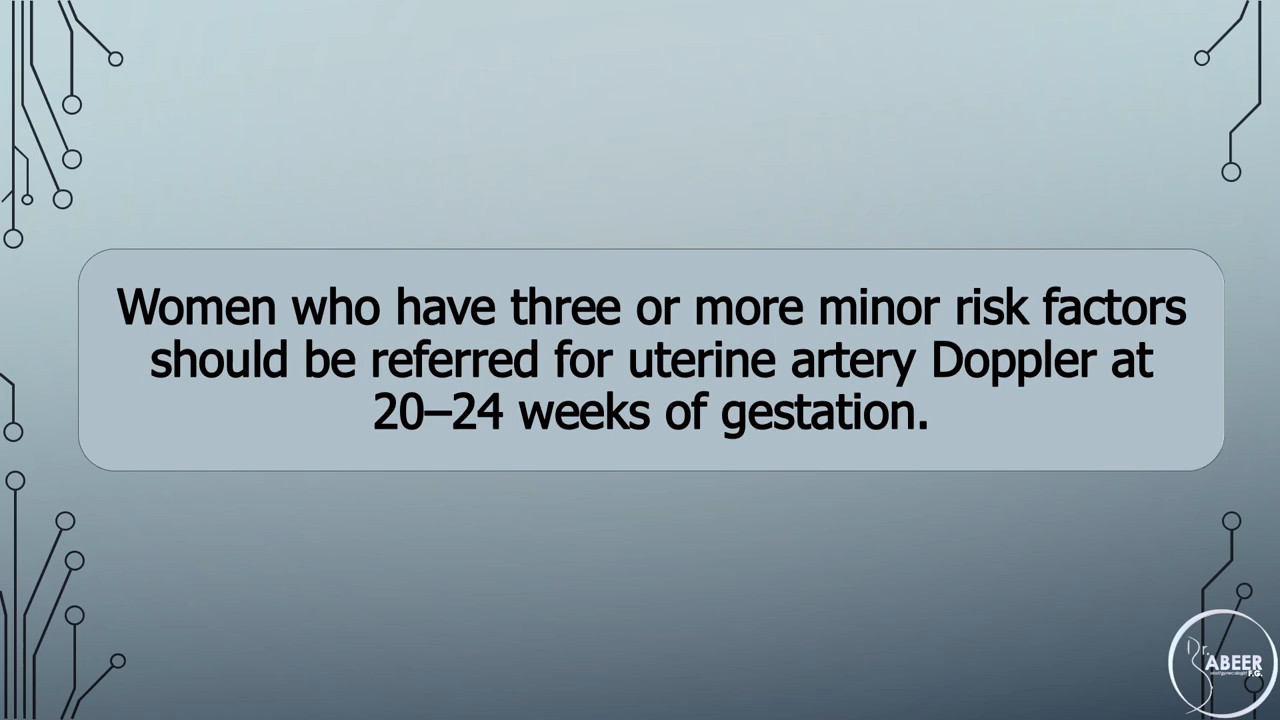 Women who have three or more minor risk factors
should be referred for uterine artery Doppler at
20–24 weeks of gestation.
Dr.
ABEER
F.G.